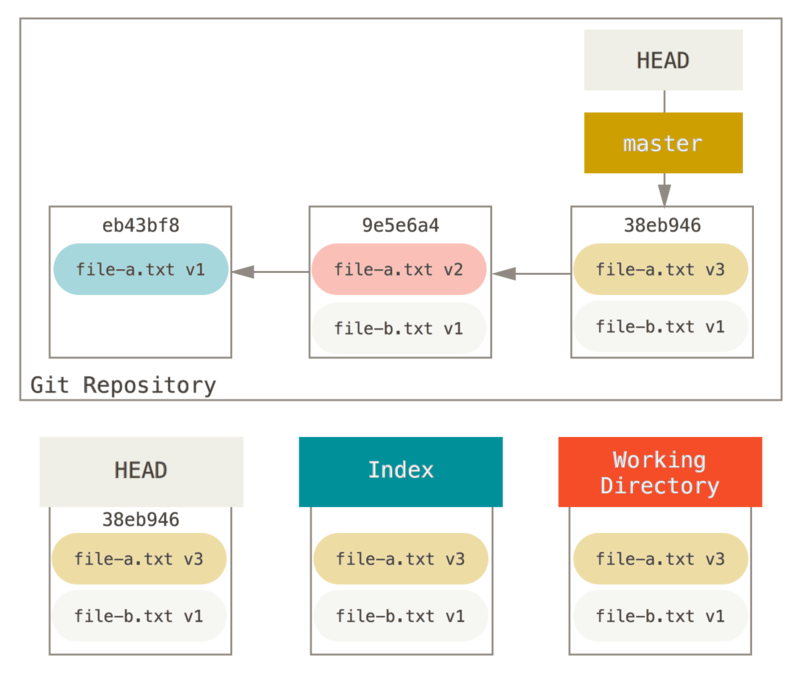 HEAD
master
eb43bf8
9e5e6a4
38eb946
file-a.txt v1
file-a.txt v2
file-a.txt v3
file-b.txt v1
file-b.txt v1
Git Repository
HEAD
Index
Working
Directory
38eb946
file-a.txt v3
file-a.txt v3
file-a.txt v3
file-b.txt v1
file-b.txt v1
file-b.txt v1